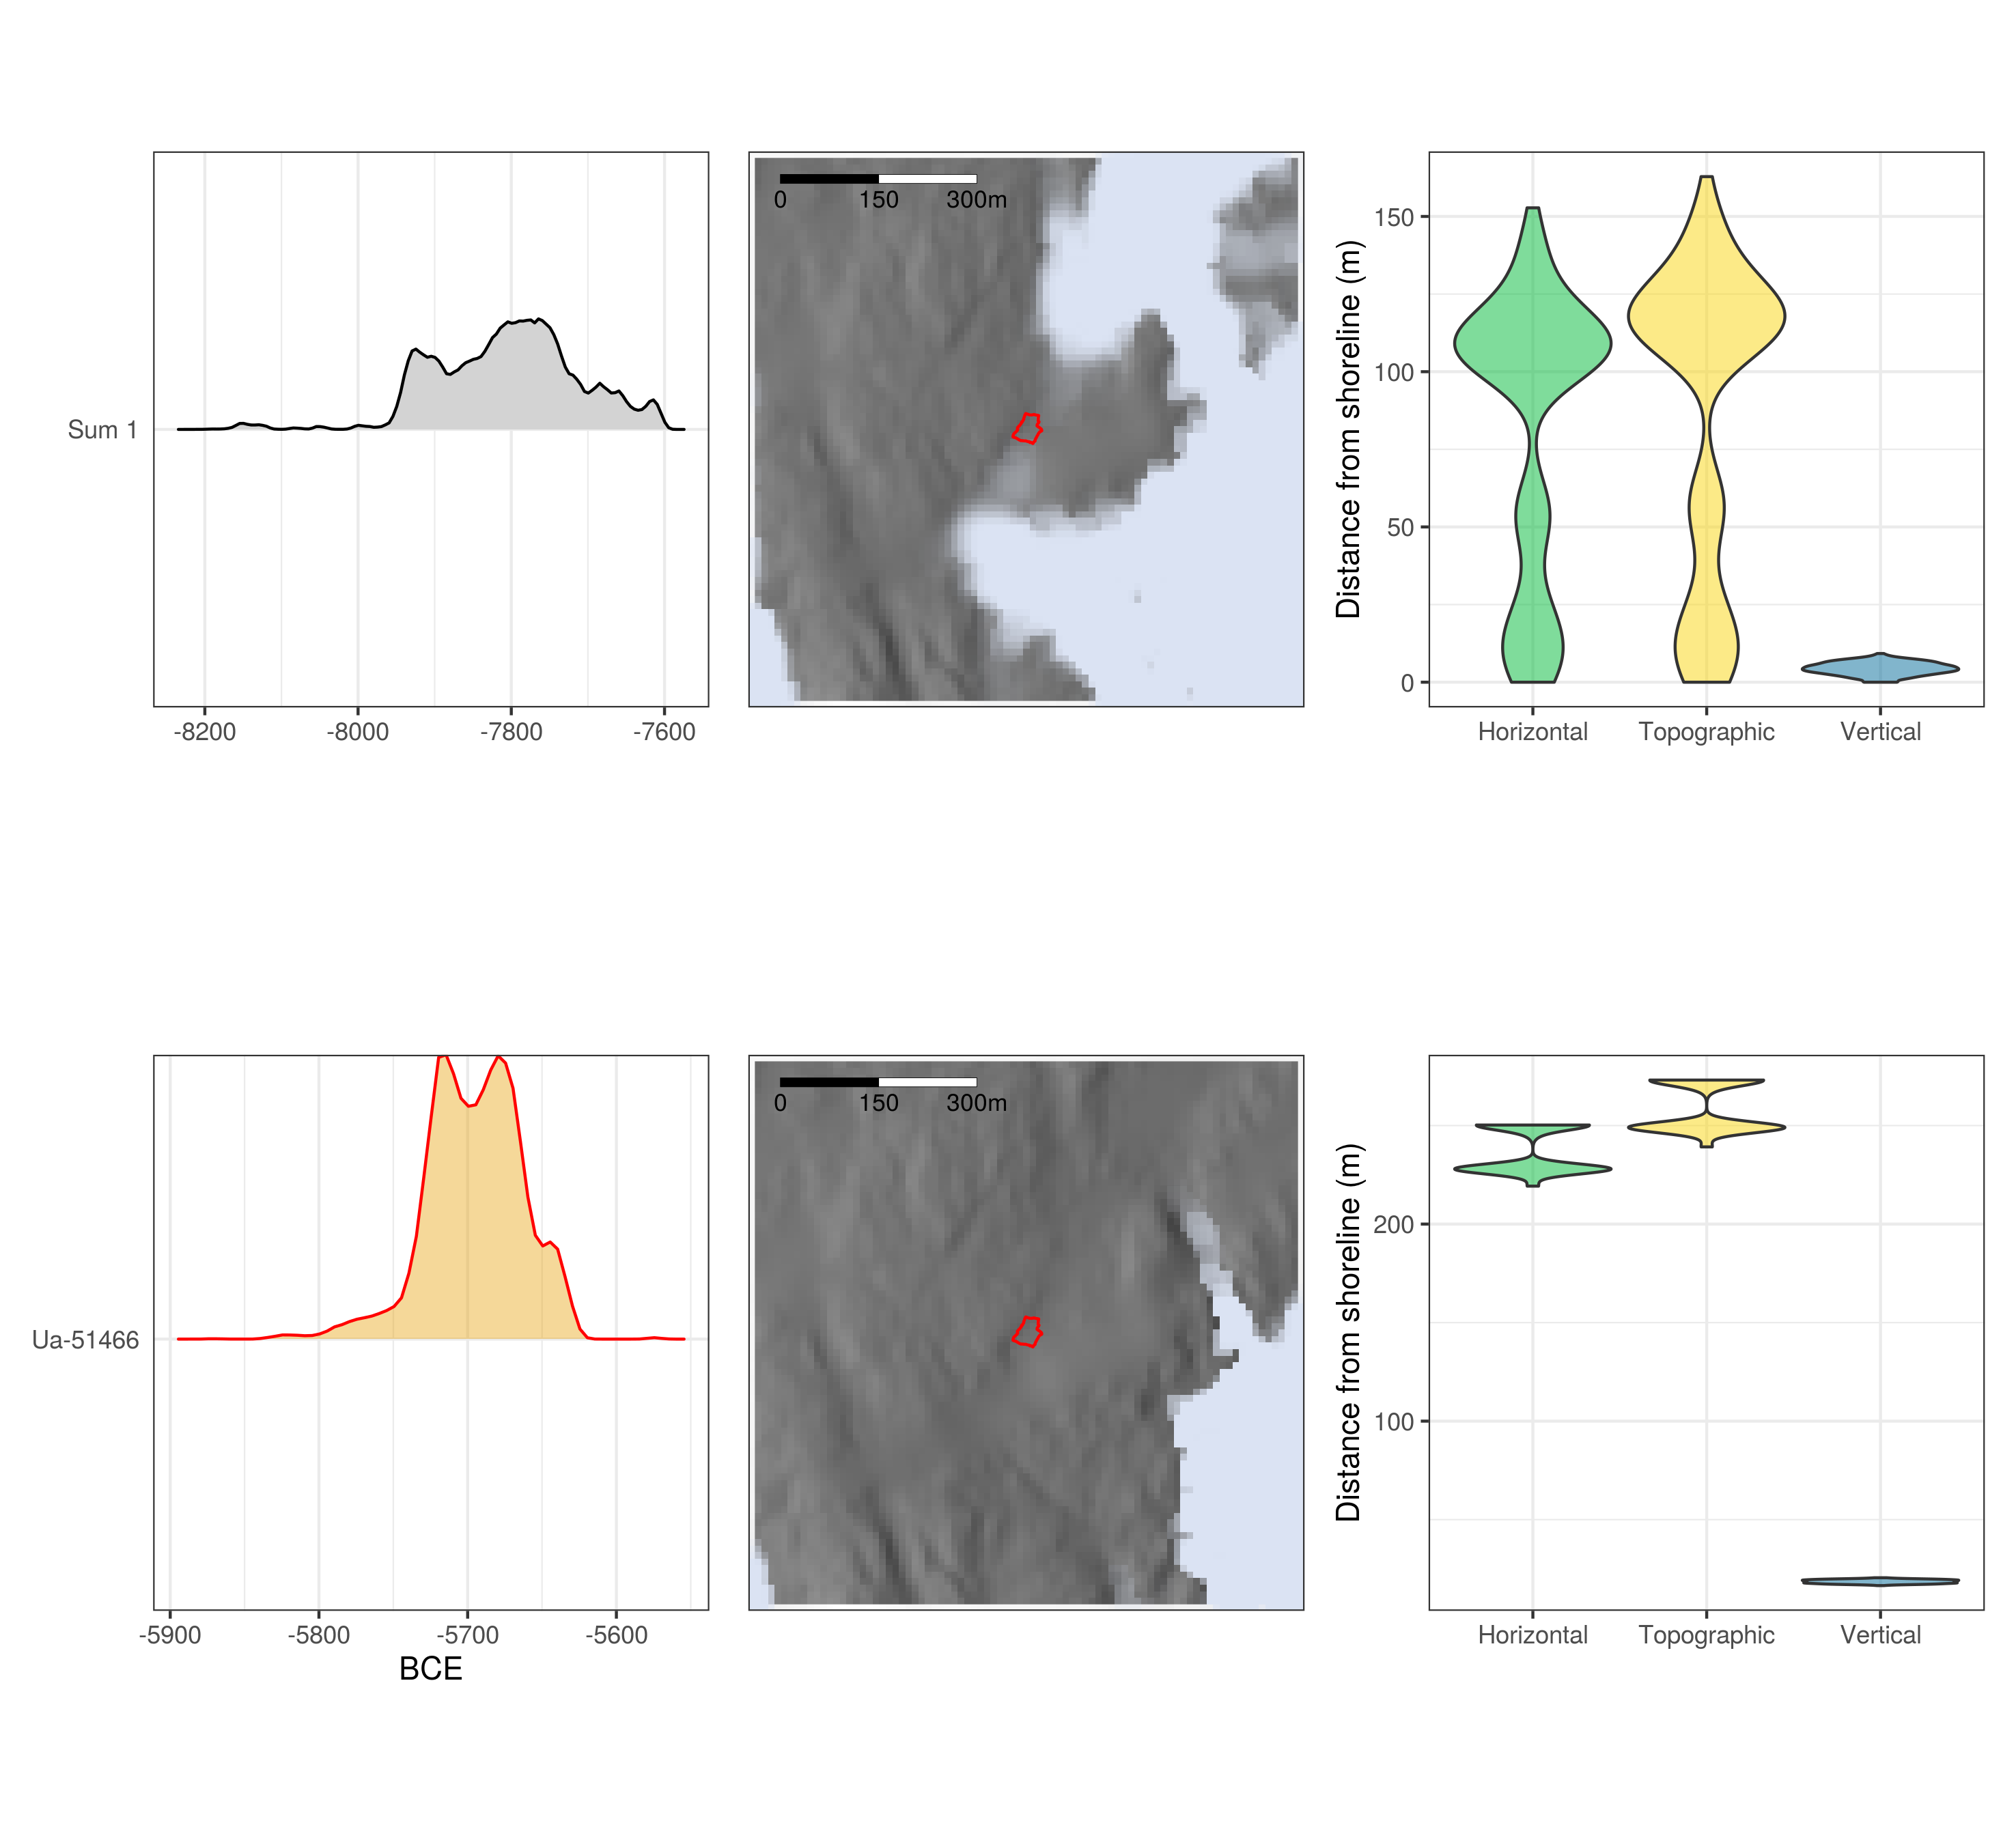 Sum 1
-8200 -8000 -7800 -7600
0 150 300m
Distance from shoreline (m)
150
100
50
0
Horizontal Topographic Vertical
Ua-51466
-5900 -5800 -5700 -5600
BCE
0 150 300m
Distance from shoreline (m)
200
100
Horizontal Topographic Vertical